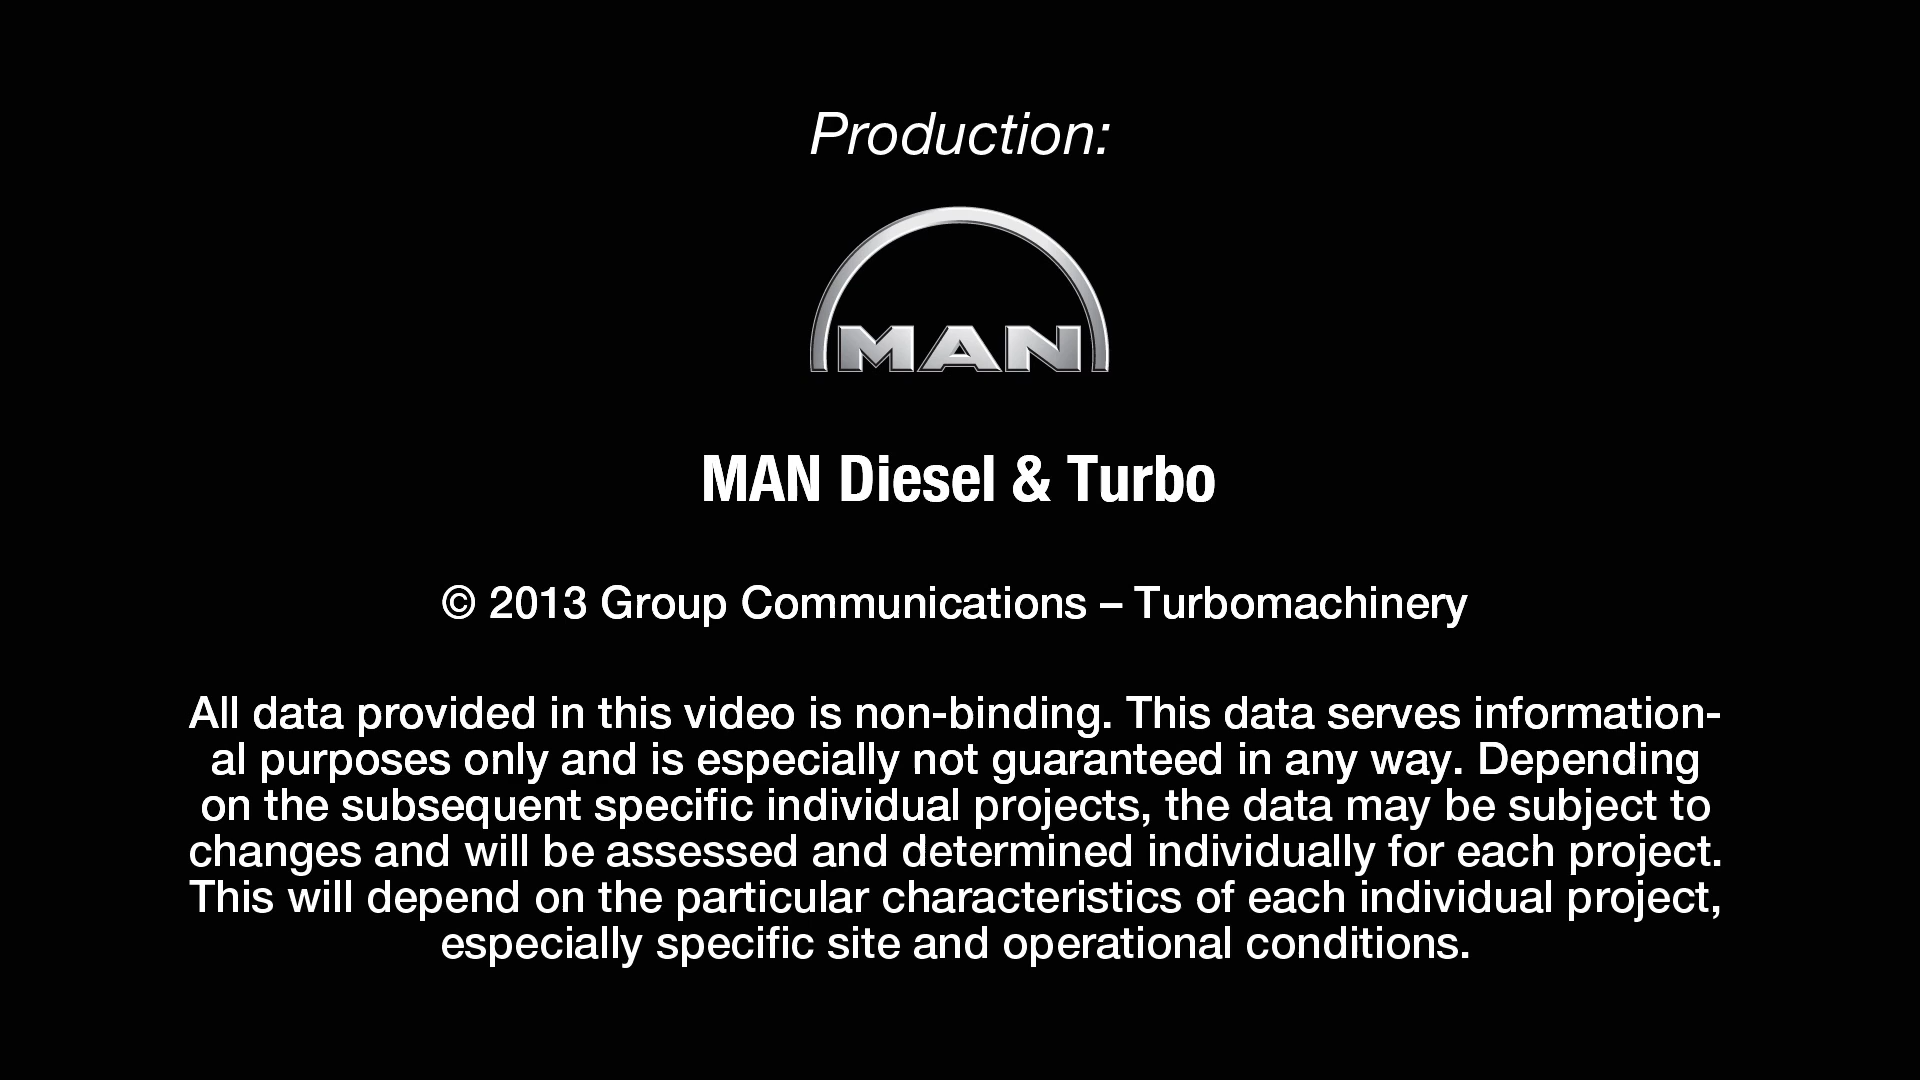 Production:
MAN
MAN Diesel & Turbo
© 2013 Group Communications – Turbomachinery
All data provided in this video is non-binding. This data serves information-
al purposes only and is especially not guaranteed in any way. Depending
on the subsequent specific individual projects, the data may be subject to
changes and will be assessed and determined individually for each project.
This will depend on the particular characteristics of each individual project,
especially specific site and operational conditions.